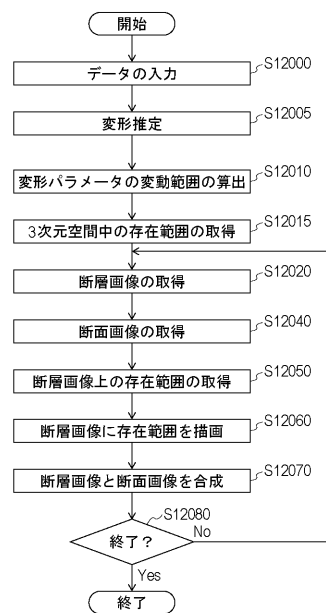 開始
データの入力 S12000
変形推定 S12005
変形パラメータの変動範囲の算出 S12010
3次元空間中の存在範囲の取得 S12015
断層画像の取得 S12020
断面画像の取得 S12040
断層画像上の存在範囲の取得 S12050
断層画像に存在範囲を描画 S12060
断層画像と断面画像を合成 S12070
S12080
終了? No
Yes
終了